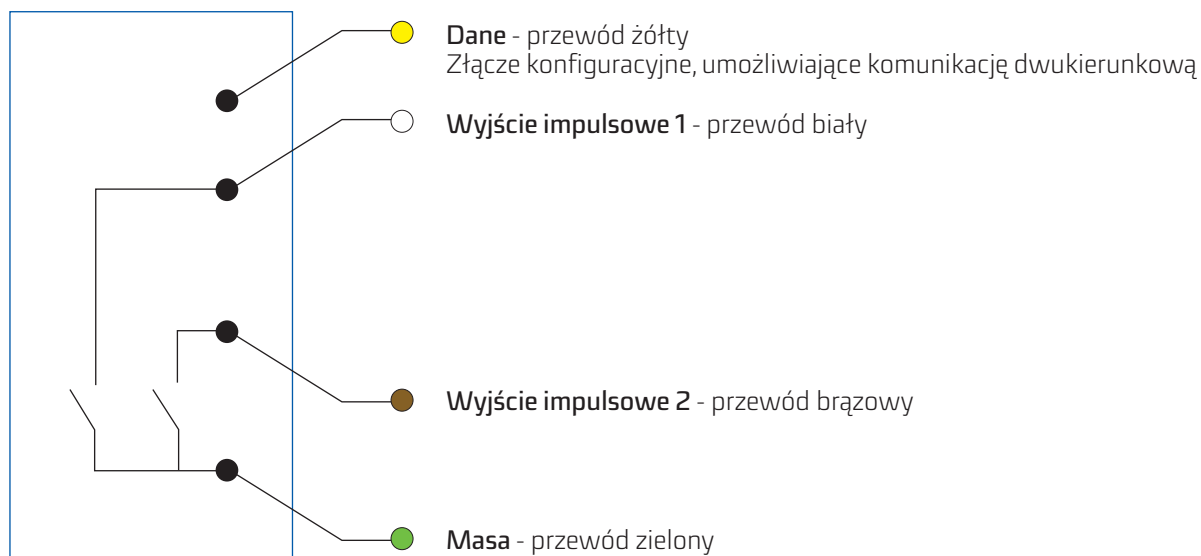 Dane - przewód żółty
Złącze konfiguracyjne, umożliwiające komunikację dwukierunkową
Wyjście impulsowe 1 - przewód biały
Wyjście impulsowe 2 - przewód brązowy
Masa - przewód zielony